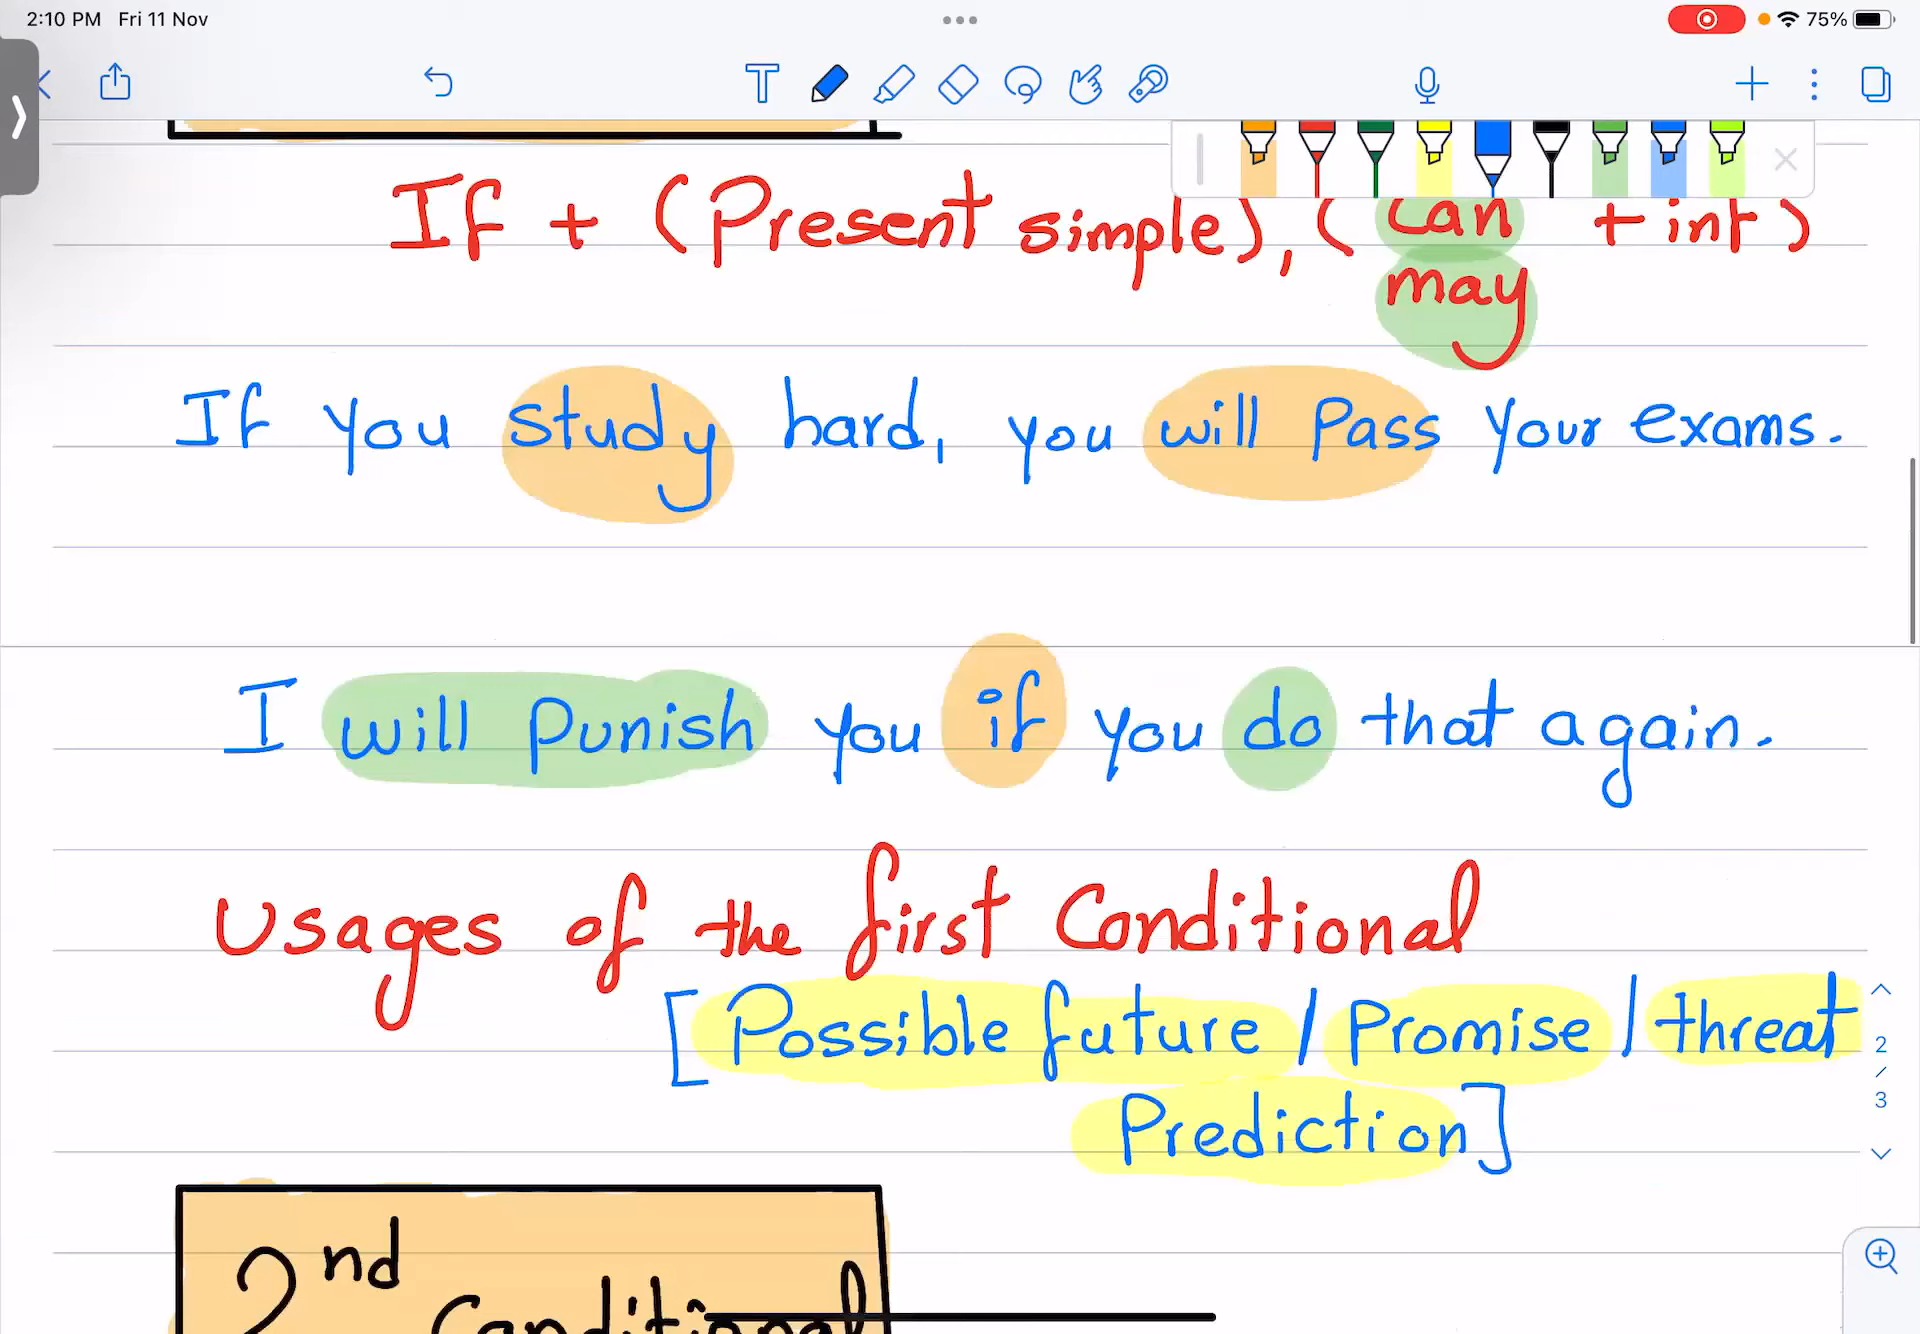 2:10 PM Fri 11 Nov
75%
If + (Present simple), (can + inf)
may
If you study hard, you will Pass your exams.
I will Punish you if you do that again.
Usages of the first Conditional
[Possible future / Promise / threat
Prediction]
2
/
3
2nd Conditional